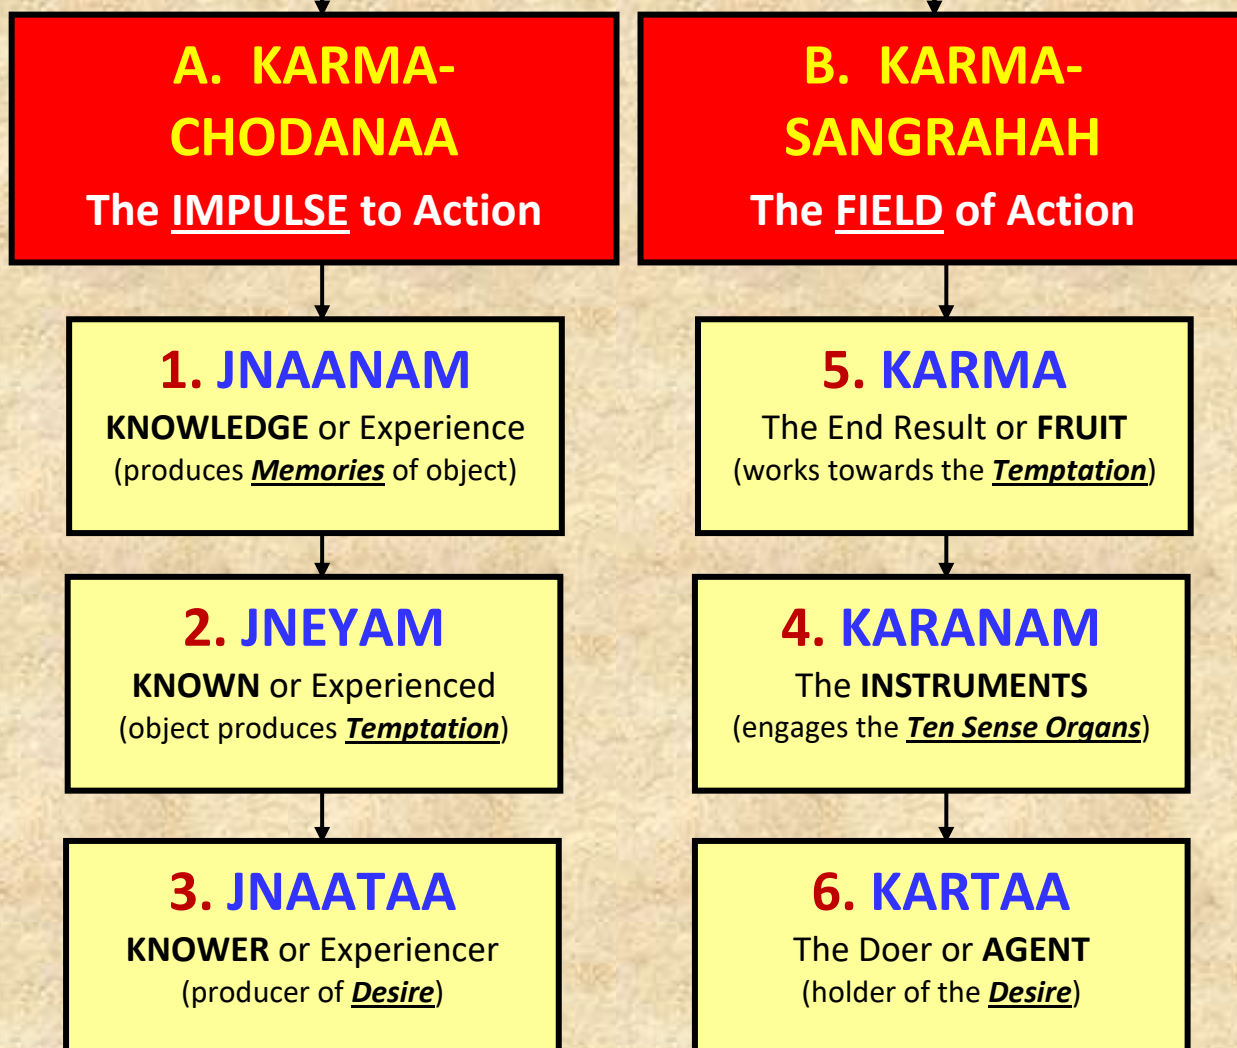 A. KARMA-
CHODANAA
The IMPULSE to Action
1. JNAANAM
KNOWLEDGE or Experience
(produces Memories of object)
2. JNEYAM
KNOWN or Experienced
(object produces Temptation)
3. JNAATAA
KNOWER or Experiencer
(producer of Desire)
B. KARMA-
SANGRAHAH
The FIELD of Action
5. KARMA
The End Result or FRUIT
(works towards the Temptation)
4. KARANAM
The INSTRUMENTS
(engages the Ten Sense Organs)
6. KARTAA
The Doer or AGENT
(holder of the Desire)